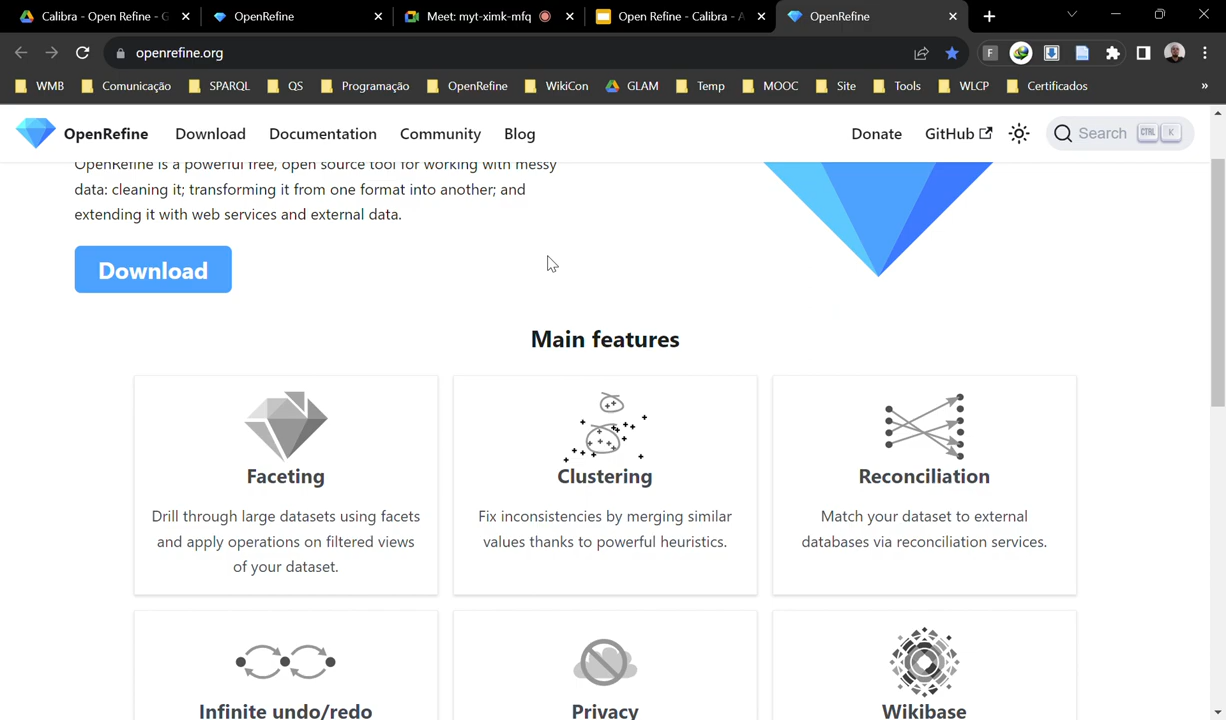 Calibra - Open Refine - G
OpenRefine
Meet: myt-ximk-mfq
Open Refine - Calibra - A
OpenRefine
openrefine.org
F
WMB
Comunicação
SPARQL
QS
Programação
OpenRefine
WikiCon
GLAM
Temp
MOOC
Site
Tools
WLCP
Certificados
»
OpenRefine
Download
Documentation
Community
Blog
Donate
GitHub
Search
CTRL
K
OpenRefine is a powerful free, open source tool for working with messy
data: cleaning it; transforming it from one format into another; and
extending it with web services and external data.
Download
Main features
Faceting
Drill through large datasets using facets
and apply operations on filtered views
of your dataset.
Clustering
Fix inconsistencies by merging similar
values thanks to powerful heuristics.
Reconciliation
Match your dataset to external
databases via reconciliation services.
Infinite undo/redo
Privacy
Wikibase